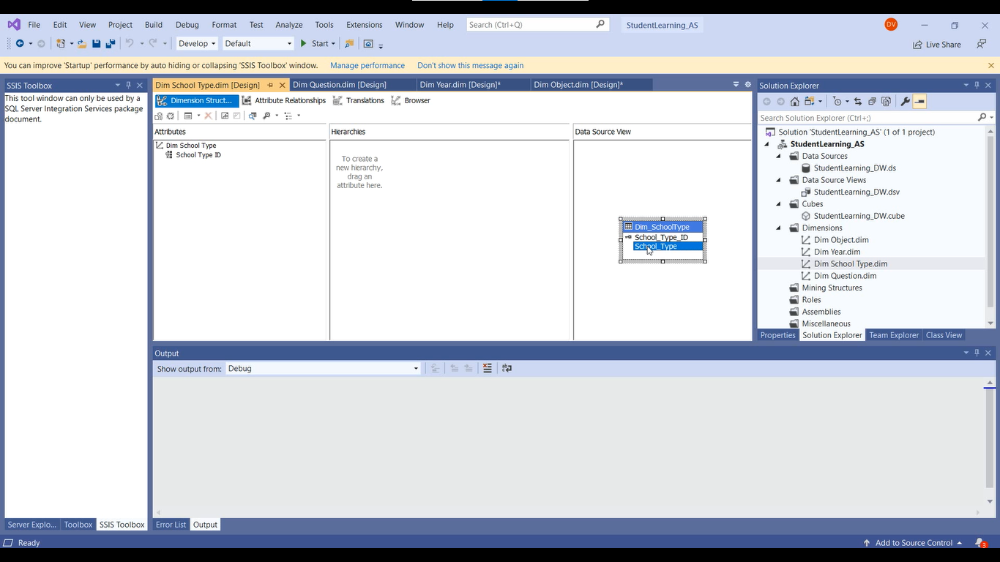 File Edit View Project Build Debug Format Test Analyze Tools Extensions Window Help Search (Ctrl+Q) StudentLearning_AS DV
Develop Default Start Live Share
You can improve 'Startup' performance by auto hiding or collapsing 'SSIS Toolbox' window. Manage performance Don't show this message again
SSIS Toolbox
This tool window can only be used by a
SQL Server Integration Services package
document.
Dim School Type.dim [Design] Dim Question.dim [Design] Dim Year.dim [Design]* Dim Object.dim [Design]*
Dimension Struct... Attribute Relationships Translations Browser
Attributes
Dim School Type
School Type ID
Hierarchies
To create a
new hierarchy,
drag an
attribute here.
Data Source View
Dim_SchoolType
School_Type_ID
School_Type
Solution Explorer
Search Solution Explorer (Ctrl+;)
Solution 'StudentLearning_AS' (1 of 1 project)
StudentLearning_AS
Data Sources
StudentLearning_DW.ds
Data Source Views
StudentLearning_DW.dsv
Cubes
StudentLearning_DW.cube
Dimensions
Dim Object.dim
Dim Year.dim
Dim School Type.dim
Dim Question.dim
Mining Structures
Roles
Assemblies
Miscellaneous
Properties Solution Explorer Team Explorer Class View
Output
Show output from: Debug
Server Explo... Toolbox SSIS Toolbox
Error List Output
Ready
Add to Source Control 3